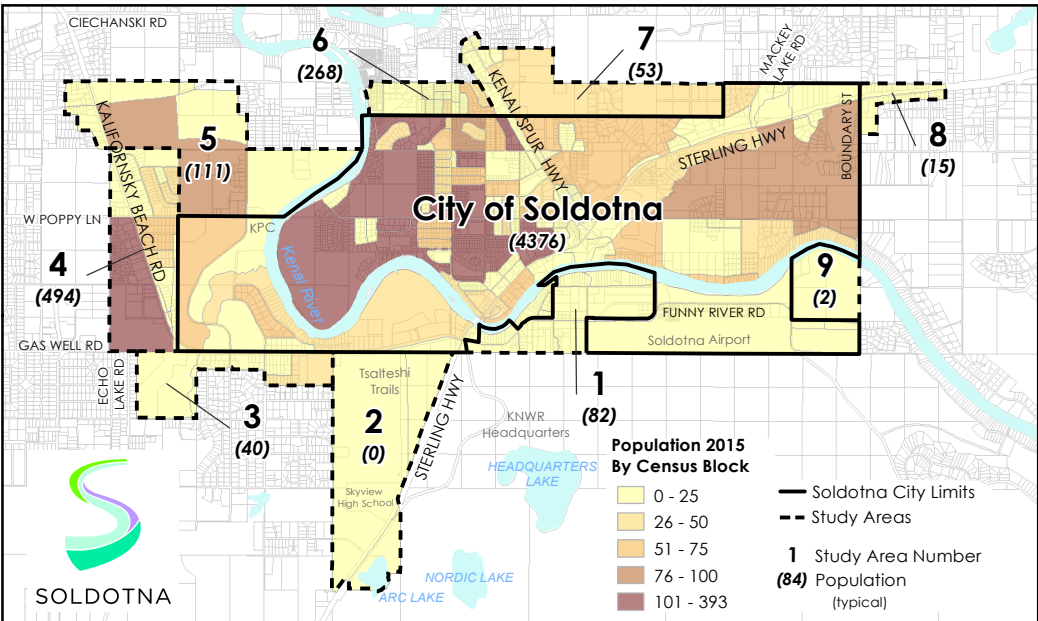 CIECHANSKI RD
6
(268)
7
(53)
MACKEY
LAKE RD
KENAI SPUR HWY
KALIFORNSKY BEACH RD
5
(111)
STERLING HWY
BOUNDARY ST
8
(15)
W POPPY LN
KPC
City of Soldotna
(4376)
4
(494)
Kenai River
9
(2)
FUNNY RIVER RD
GAS WELL RD
Soldotna Airport
ECHO
LAKE RD
Tsalteshi
Trails
1
(82)
3
(40)
2
(0)
STERLING HWY
KNWR
Headquarters
HEADQUARTERS
LAKE
Skyview
High School
NORDIC LAKE
ARC LAKE
SOLDOTNA
Population 2015
By Census Block
0 - 25
26 - 50
51 - 75
76 - 100
101 - 393
Soldotna City Limits
Study Areas
1 Study Area Number
(84) Population
(typical)